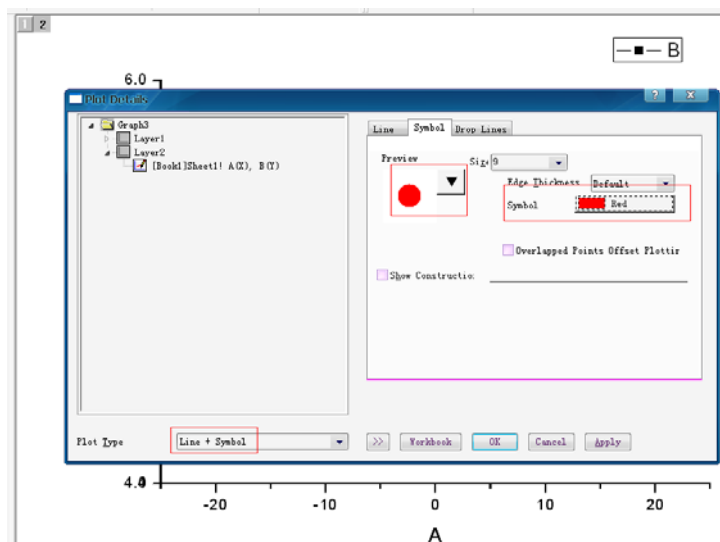 1 2
B
6.0
Plot Details
Graph3
Layer1
Layer2
[Book1]Sheet1! A(X), B(Y)
Line Symbol Drop Lines
Preview
Size 9
Edge Thickness Default
Symbol Red
Overlapped Points Offset Plottir
Show Constructio:
Plot Type Line + Symbol >> Workbook OK Cancel Apply
-20 -10 0 10 20
A